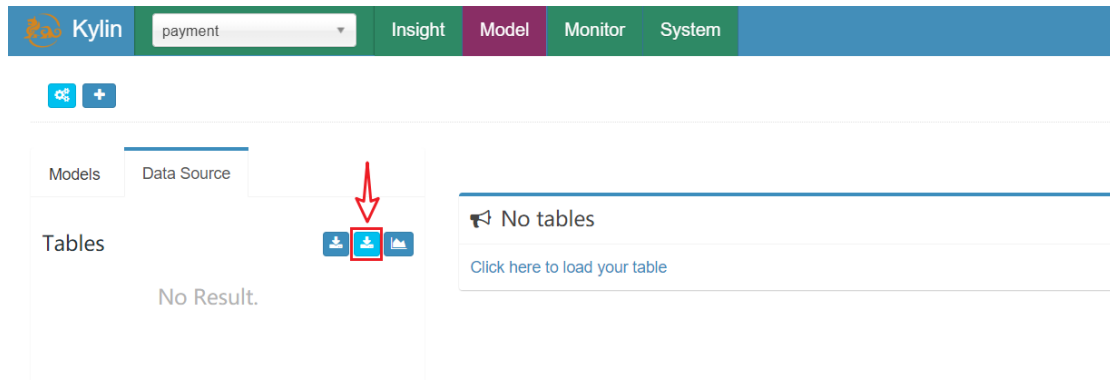 Kylin payment Insight Model Monitor System
Models Data Source
No tables
Tables
Click here to load your table
No Result.